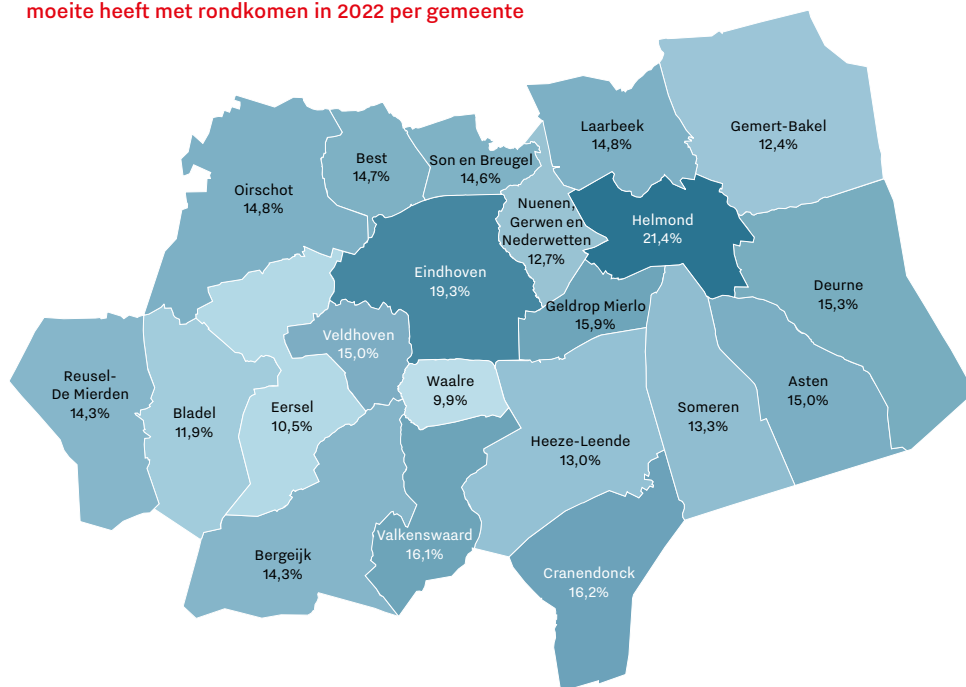 moeite heeft met rondkomen in 2022 per gemeente
Gemert-Bakel
12,4%
Laarbeek
14,8%
Best
14,7%
Son en Breugel
14,6%
Oirschot
14,8%
Nuenen,
Gerwen en
Nederwetten
12,7%
Helmond
21,4%
Eindhoven
19,3%
Deurne
15,3%
Geldrop Mierlo
15,9%
Veldhoven
15,0%
Reusel-
De Mierden
14,3%
Waalre
9,9%
Asten
15,0%
Bladel
11,9%
Eersel
10,5%
Someren
13,3%
Heeze-Leende
13,0%
Valkenswaard
16,1%
Bergeijk
14,3%
Cranendonck
16,2%